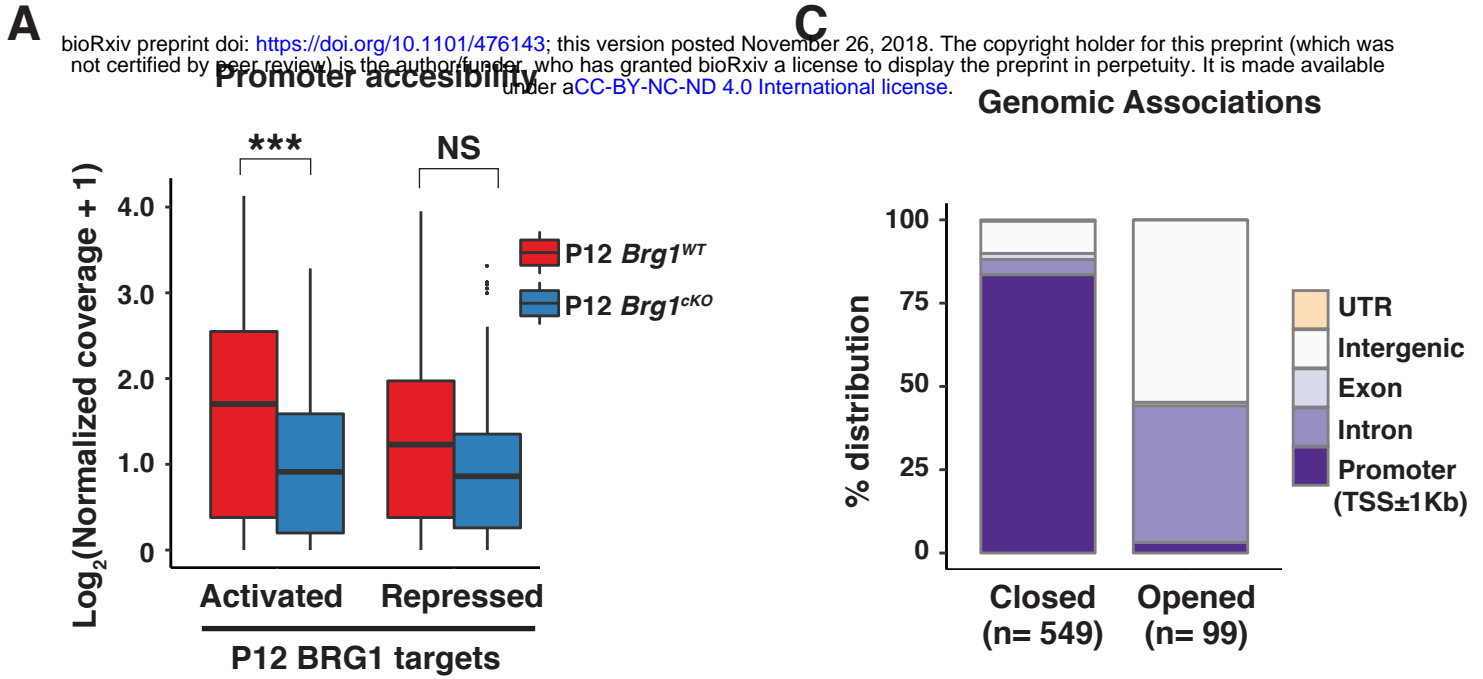 A
C
bioRxiv preprint doi: https://doi.org/10.1101/476143; this version posted November 26, 2018. The copyright holder for this preprint (which was
not certified by peer review) is the author/funder, who has granted bioRxiv a license to display the preprint in perpetuity. It is made available
under aCC-BY-NC-ND 4.0 International license.
Promoter accesibility
***
NS
Log2(Normalized coverage + 1)
4.0
3.0
2.0
1.0
0
P12 Brg1WT
P12 Brg1cKO
Activated
Repressed
P12 BRG1 targets
Genomic Associations
% distribution
100
75
50
25
0
UTR
Intergenic
Exon
Intron
Promoter
(TSS±1Kb)
Closed
(n= 549)
Opened
(n= 99)